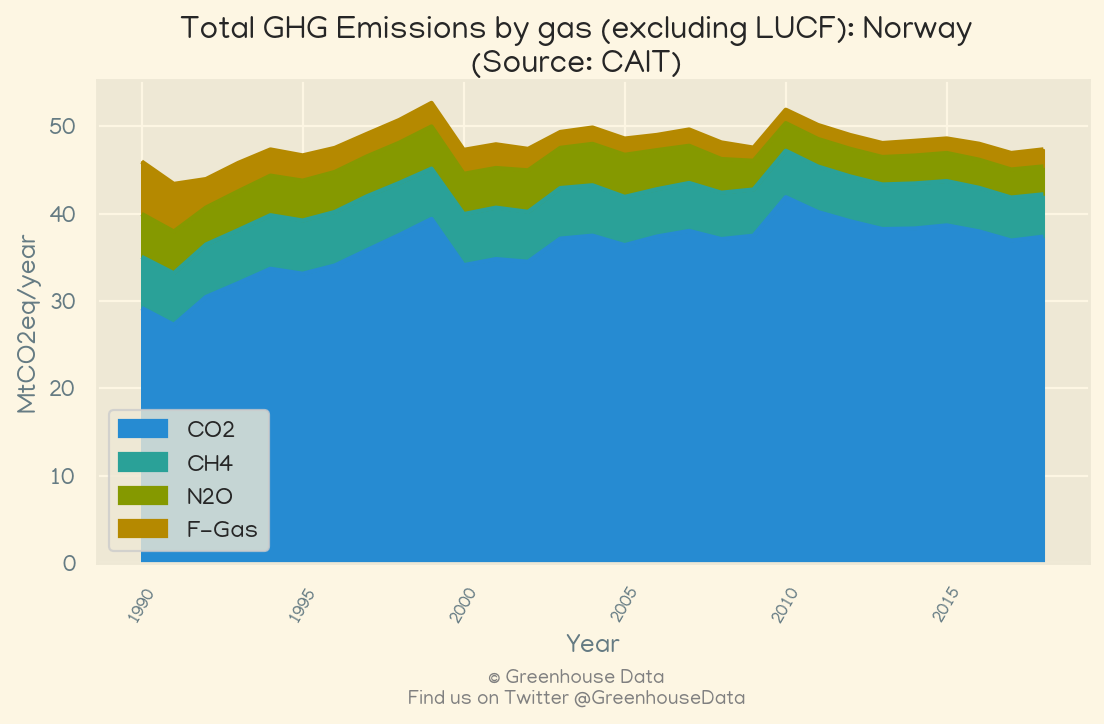 Total GHG Emissions by gas (excluding LUCF): Norway
(Source: CAIT)
MtCO2eq/year
50
40
30
20
10
0
CO2
CH4
N2O
F-Gas
1990
1995
2000
2005
2010
2015
Year
© Greenhouse Data
Find us on Twitter @GreenhouseData